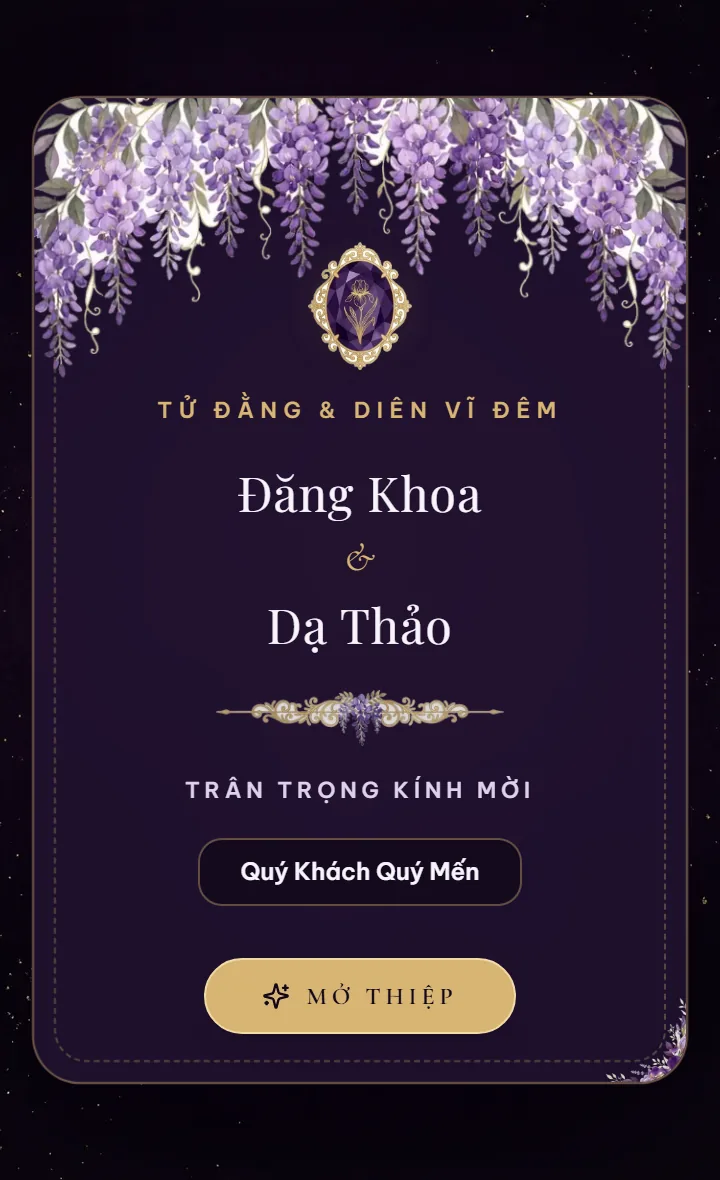 TỬ ĐẰNG & DIÊN VĨ ĐÊM
Đăng Khoa
&
Dạ Thảo
TRÂN TRỌNG KÍNH MỜI
Quý Khách Quý Mến
MỞ THIỆP